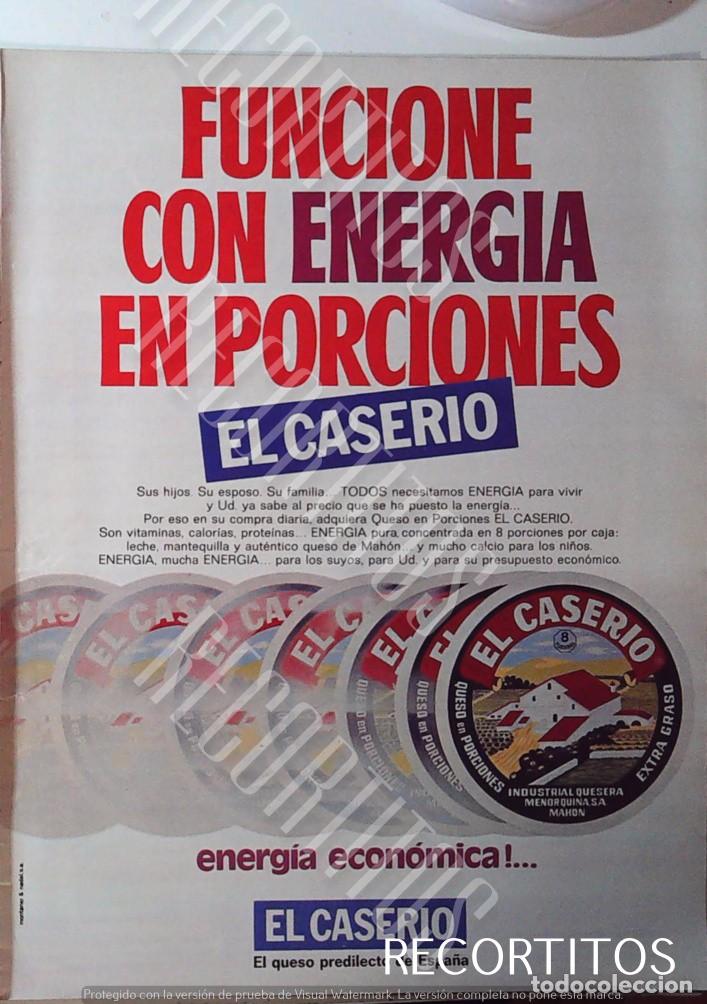 FUNCIONE
CON ENERGIA
EN PORCIONES
EL CASERIO
Sus hijos. Su esposo. Su familia... TODOS necesitamos ENERGIA para vivir
y Ud. ya sabe al precio que se ha puesto la energía...
Por eso en su compra diaria, adquiera Queso en Porciones EL CASERIO.
Son vitaminas, calorías, proteínas... ENERGIA pura, concentrada en 8 porciones por caja:
leche, mantequilla y auténtico queso de Mahón... y mucho calcio para los niños.
ENERGIA, mucha ENERGIA... para los suyos, para Ud. y para su presupuesto económico.
EL CASERIO
8
QUESO en PORCIONES
EXTRA GRASO
INDUSTRIAL QUESERA
MENORQUINA, S.A.
MAHON
energía económica!...
EL CASERIO
El queso predilecto de España
RECORTITOS
todocoleccion
Protegido con la versión de prueba de Visual Watermark. La versión completa no pone esta marca.